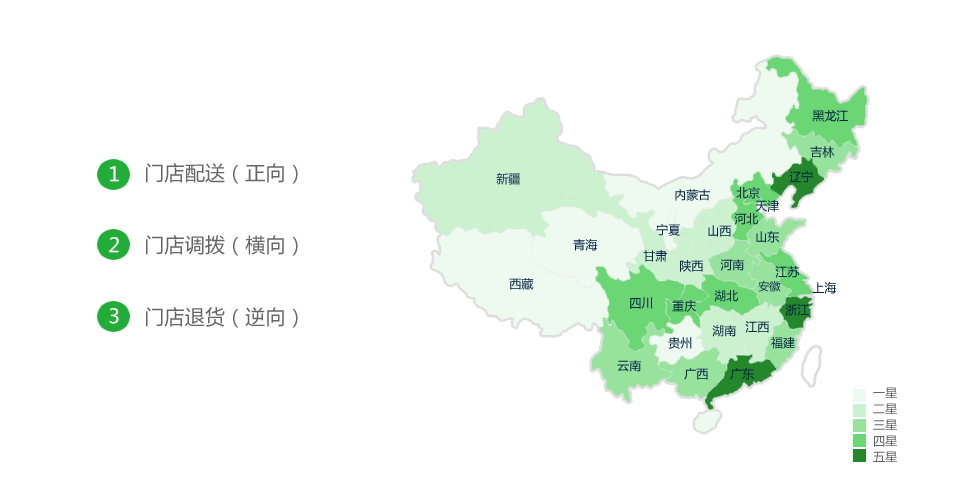 1 门店配送（正向）
2 门店调拨（横向）
3 门店退货（逆向）
黑龙江
吉林
辽宁
新疆
内蒙古
北京
天津
河北
宁夏
山西
山东
青海
甘肃
陕西
河南
江苏
西藏
安徽
上海
四川
重庆
湖北
浙江
湖南
江西
贵州
福建
云南
广西
广东
一星
二星
三星
四星
五星